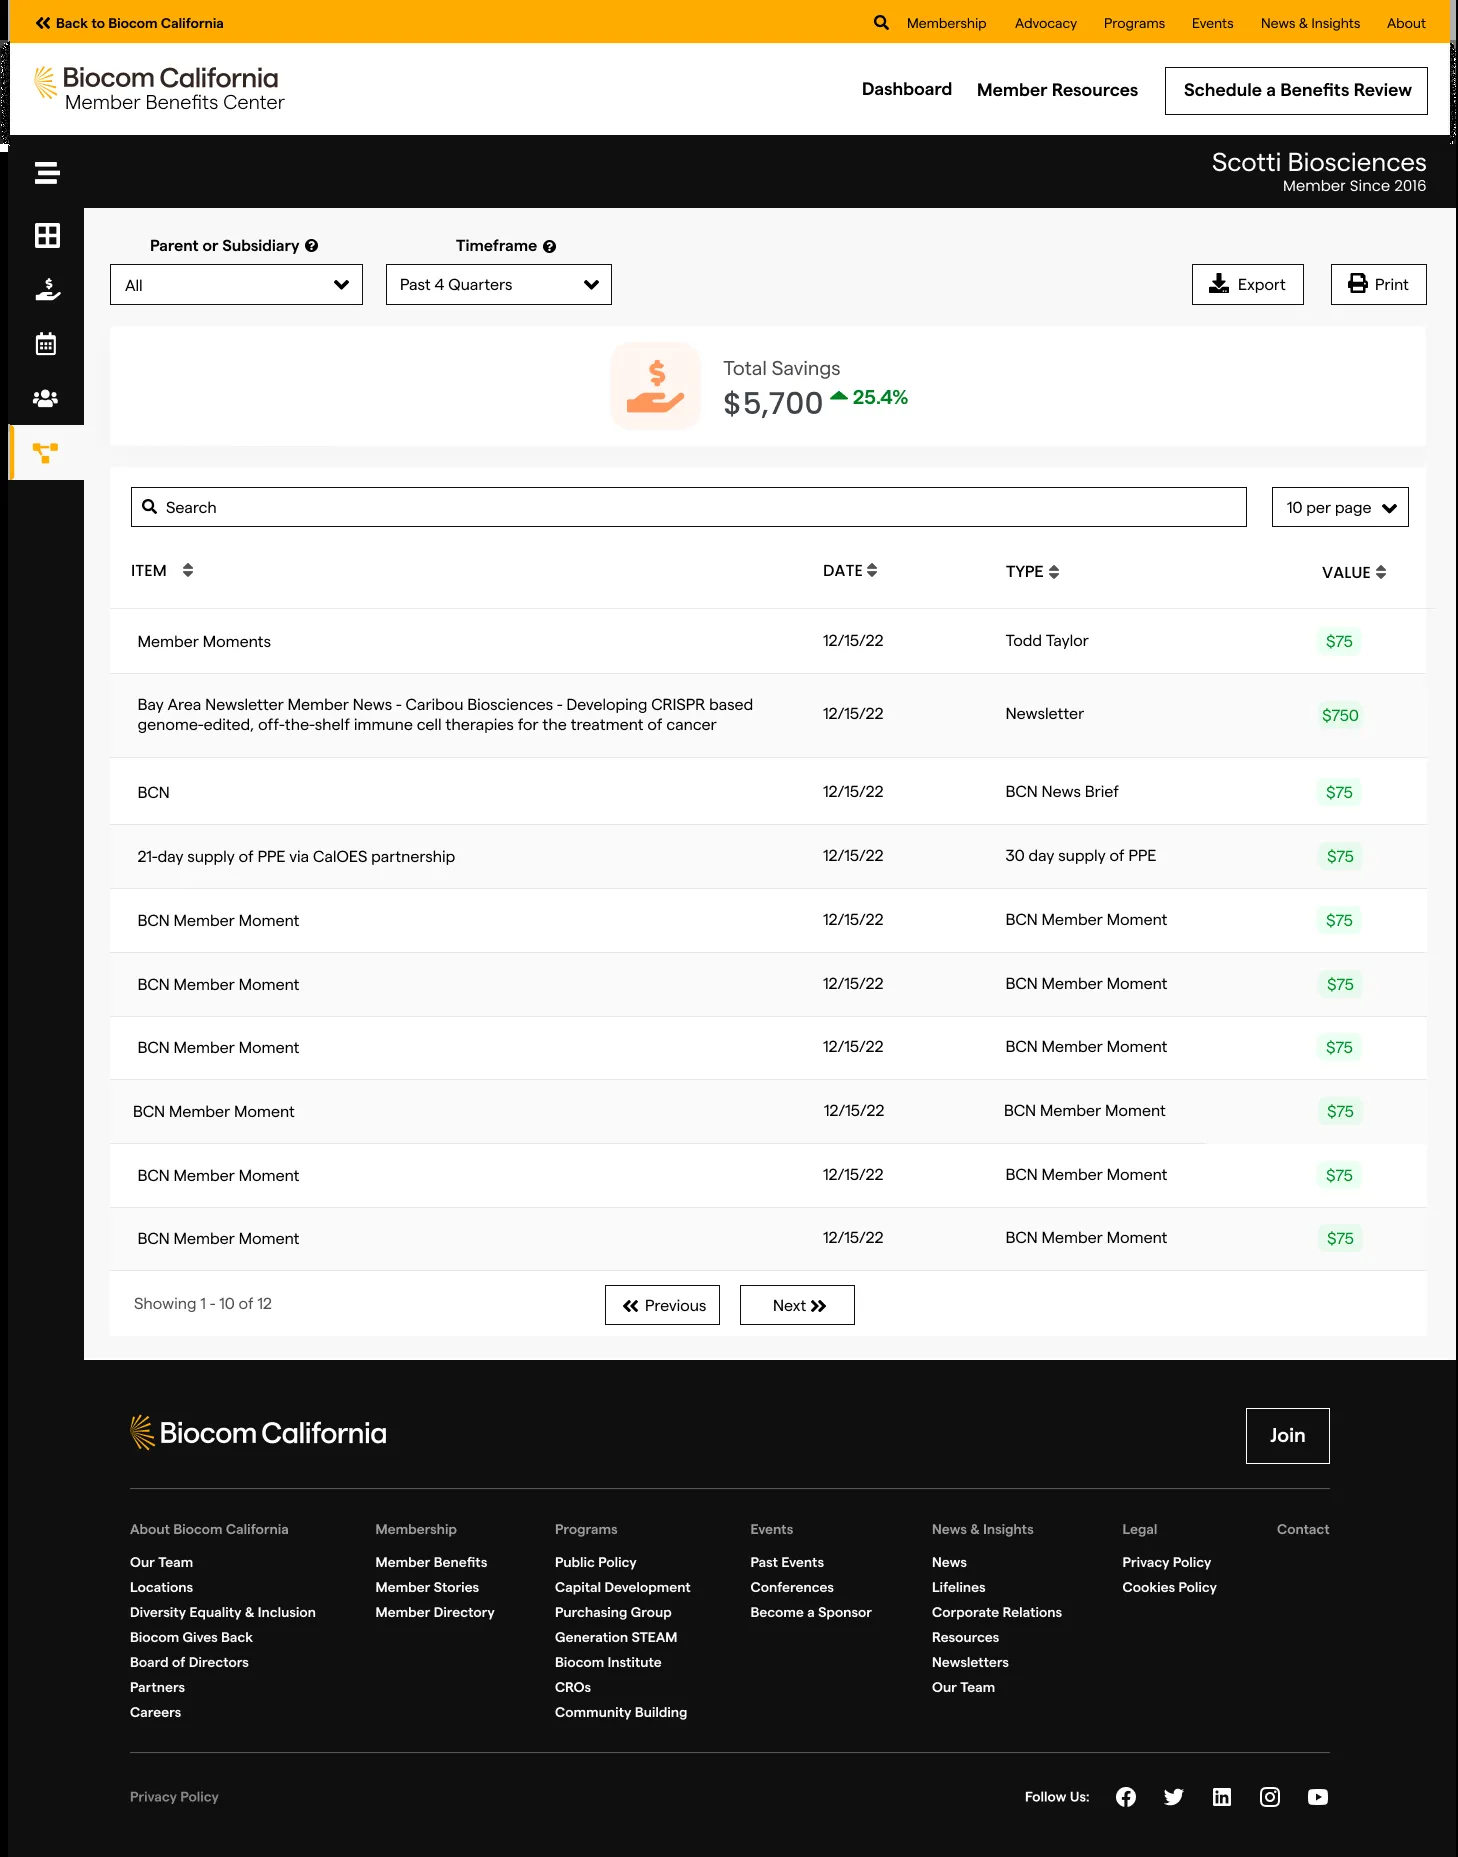 Back to Biocom California
Membership Advocacy Programs Events News & Insights About
Biocom California
Member Benefits Center
Dashboard Member Resources Schedule a Benefits Review
Scotti Biosciences
Member Since 2016
Parent or Subsidiary Timeframe
All Past 4 Quarters Export Print
Total Savings
$5,700 25.4%
Search 10 per page
ITEM DATE TYPE VALUE
Member Moments 12/15/22 Todd Taylor $75
Bay Area Newsletter Member News - Caribou Biosciences - Developing CRISPR based
genome-edited, off-the-shelf immune cell therapies for the treatment of cancer 12/15/22 Newsletter $750
BCN 12/15/22 BCN News Brief $75
21-day supply of PPE via CalOES partnership 12/15/22 30 day supply of PPE $75
BCN Member Moment 12/15/22 BCN Member Moment $75
BCN Member Moment 12/15/22 BCN Member Moment $75
BCN Member Moment 12/15/22 BCN Member Moment $75
BCN Member Moment 12/15/22 BCN Member Moment $75
BCN Member Moment 12/15/22 BCN Member Moment $75
BCN Member Moment 12/15/22 BCN Member Moment $75
Showing 1 - 10 of 12 Previous Next
Biocom California Join
About Biocom California
Our Team
Locations
Diversity Equality & Inclusion
Biocom Gives Back
Board of Directors
Partners
Careers
Membership
Member Benefits
Member Stories
Member Directory
Programs
Public Policy
Capital Development
Purchasing Group
Generation STEAM
Biocom Institute
CROs
Community Building
Events
Past Events
Conferences
Become a Sponsor
News & Insights
News
Lifelines
Corporate Relations
Resources
Newsletters
Our Team
Legal
Privacy Policy
Cookies Policy
Contact
Privacy Policy Follow Us: